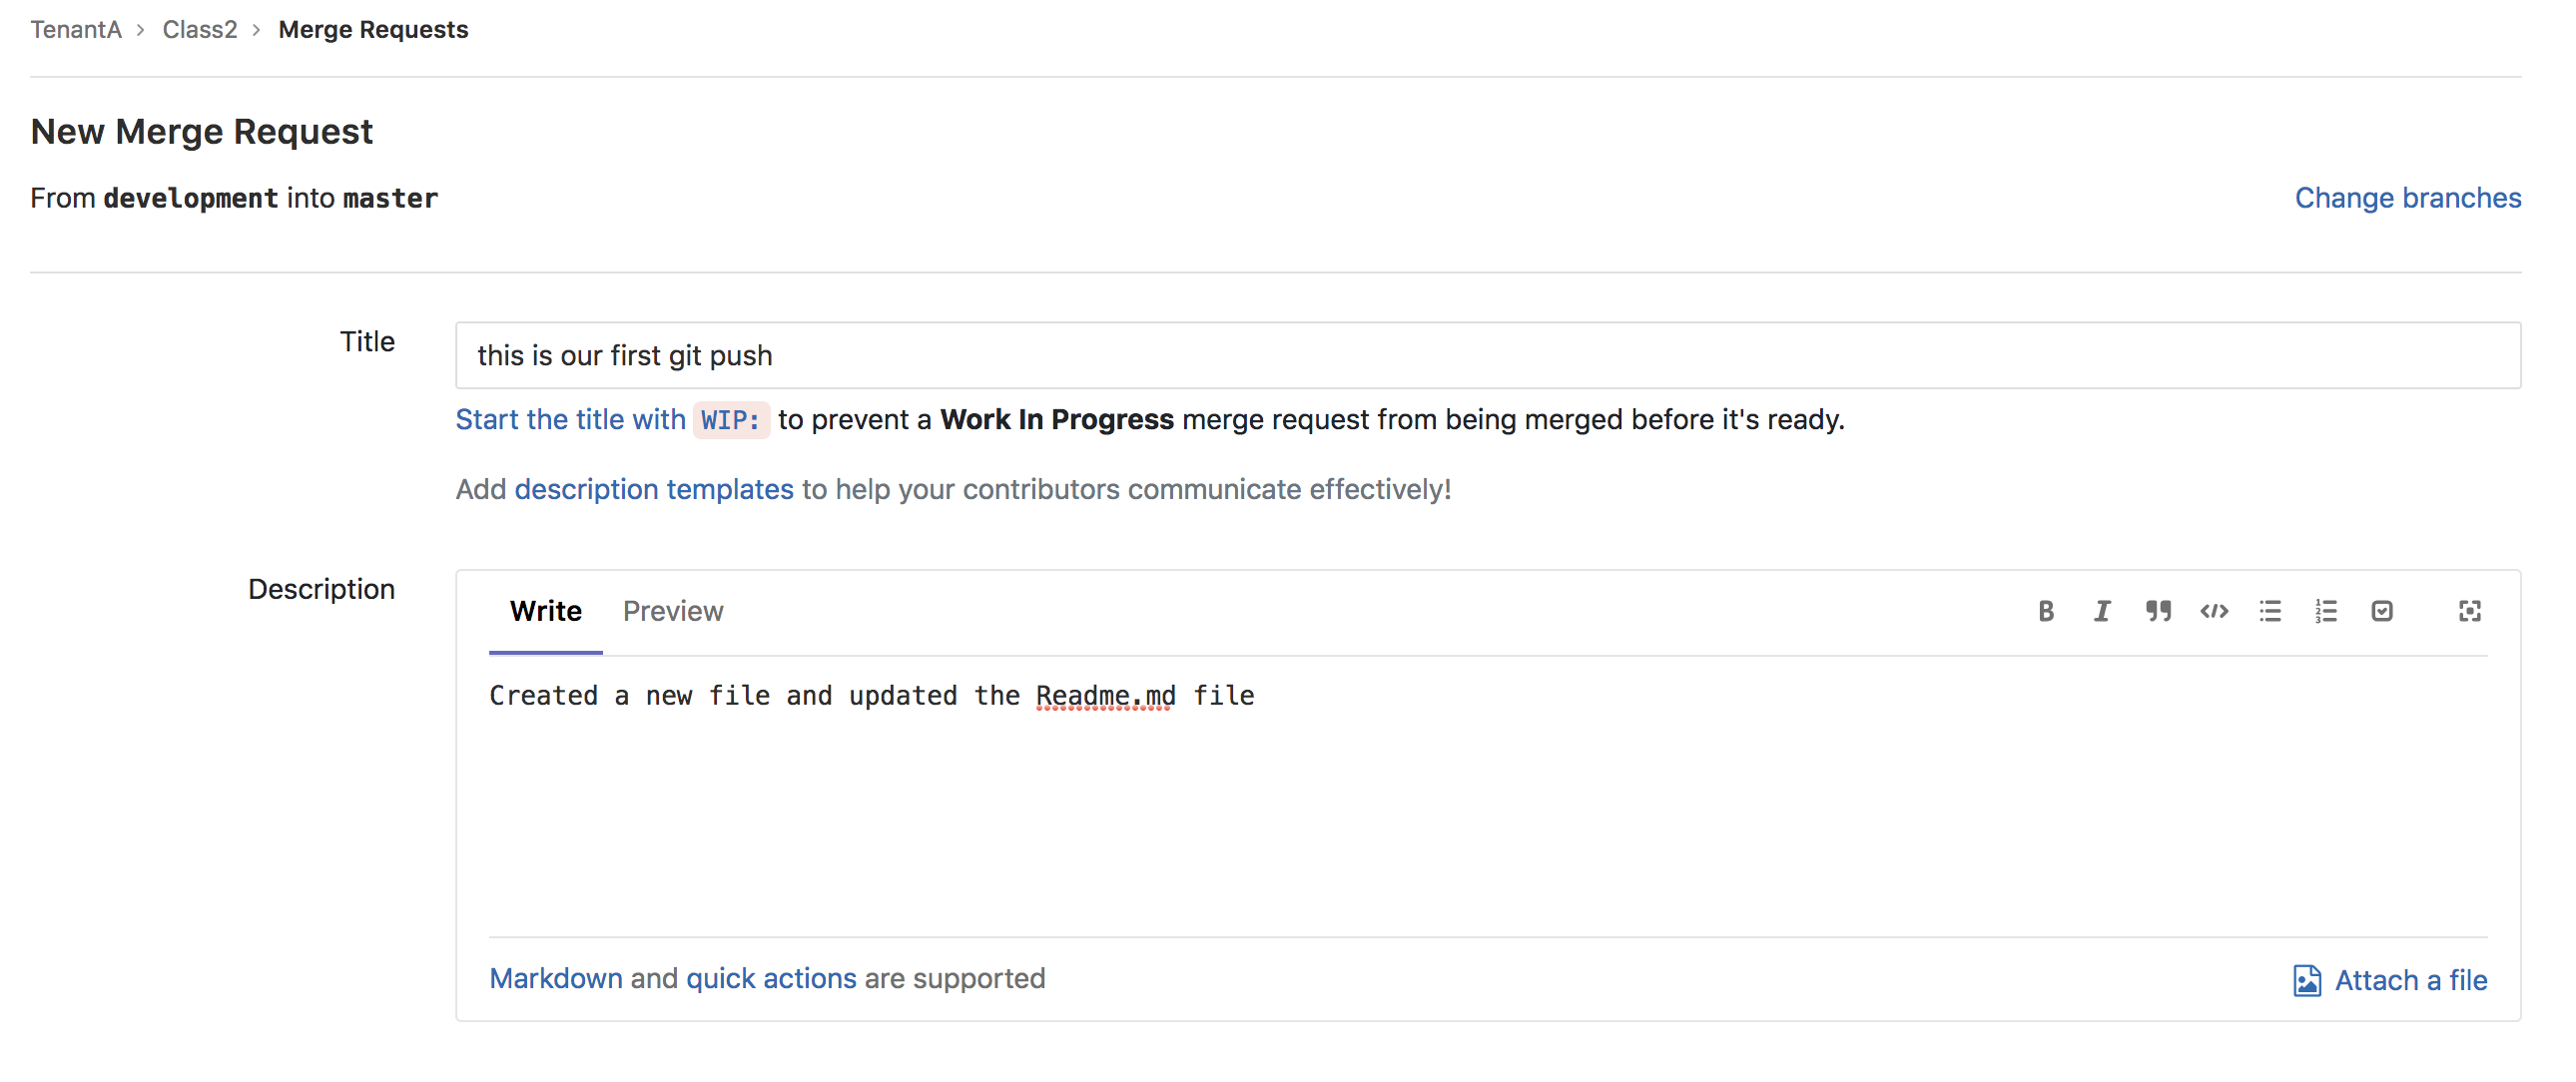 TenantA > Class2 > Merge Requests
New Merge Request
From development into master
Change branches
Title
this is our first git push
Start the title with WIP: to prevent a Work In Progress merge request from being merged before it's ready.
Add description templates to help your contributors communicate effectively!
Description
Write Preview
Created a new file and updated the Readme.md file
Markdown and quick actions are supported
Attach a file